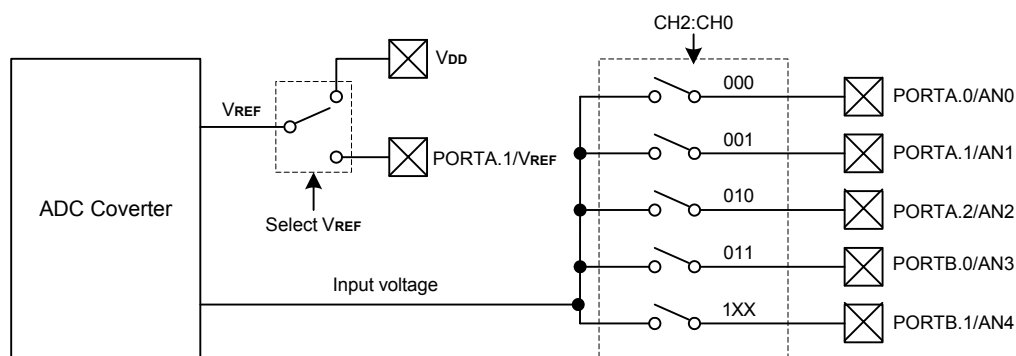 CH2:CH0
VDD
000
PORTA.0/AN0
VREF
001
PORTA.1/VREF
PORTA.1/AN1
ADC Coverter
010
PORTA.2/AN2
Select VREF
011
PORTB.0/AN3
Input voltage
1XX
PORTB.1/AN4